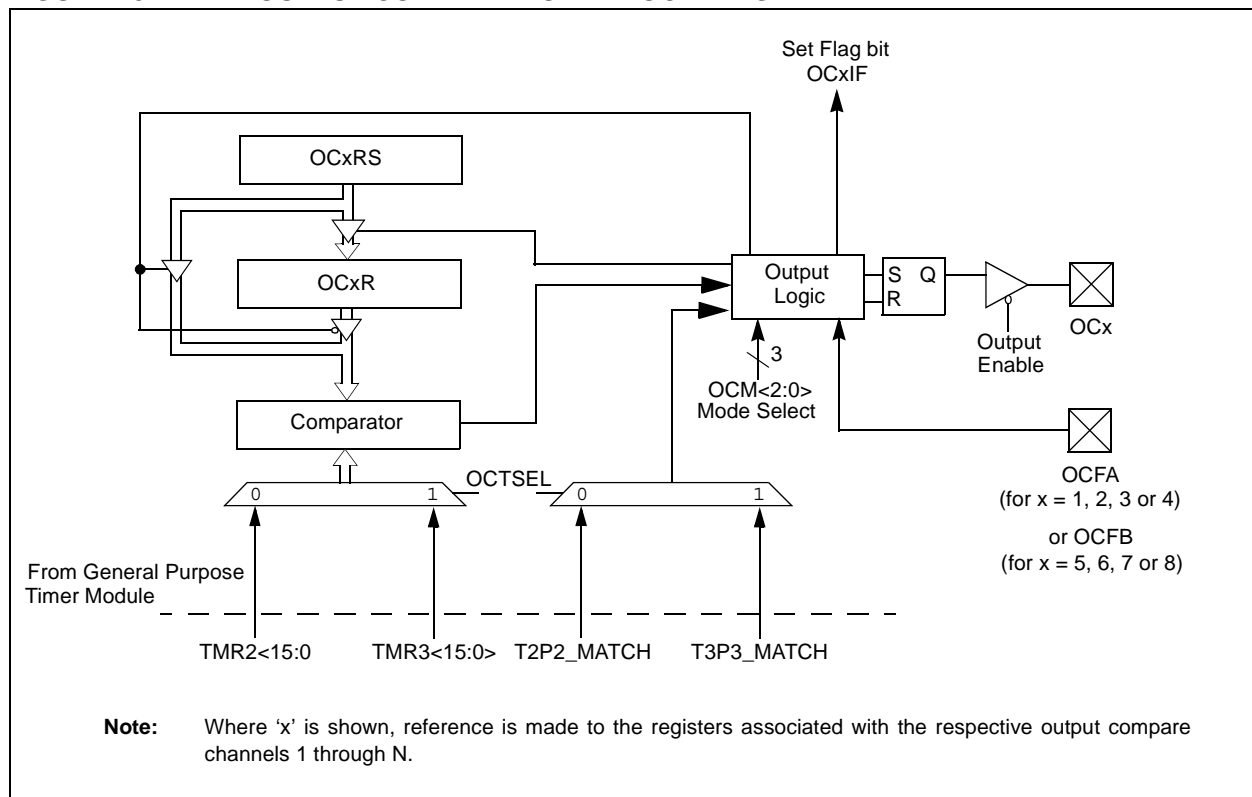 Set Flag bit
OCxIF
OCxRS
OCxR
Output
Logic
S Q
R
OCx
Output
Enable
3
OCM<2:0>
Mode Select
Comparator
OCTSEL
0 1
0 1
OCFA
(for x = 1, 2, 3 or 4)
or OCFB
(for x = 5, 6, 7 or 8)
From General Purpose
Timer Module
TMR2<15:0 TMR3<15:0> T2P2_MATCH T3P3_MATCH
Note: Where ‘x’ is shown, reference is made to the registers associated with the respective output compare
channels 1 through N.